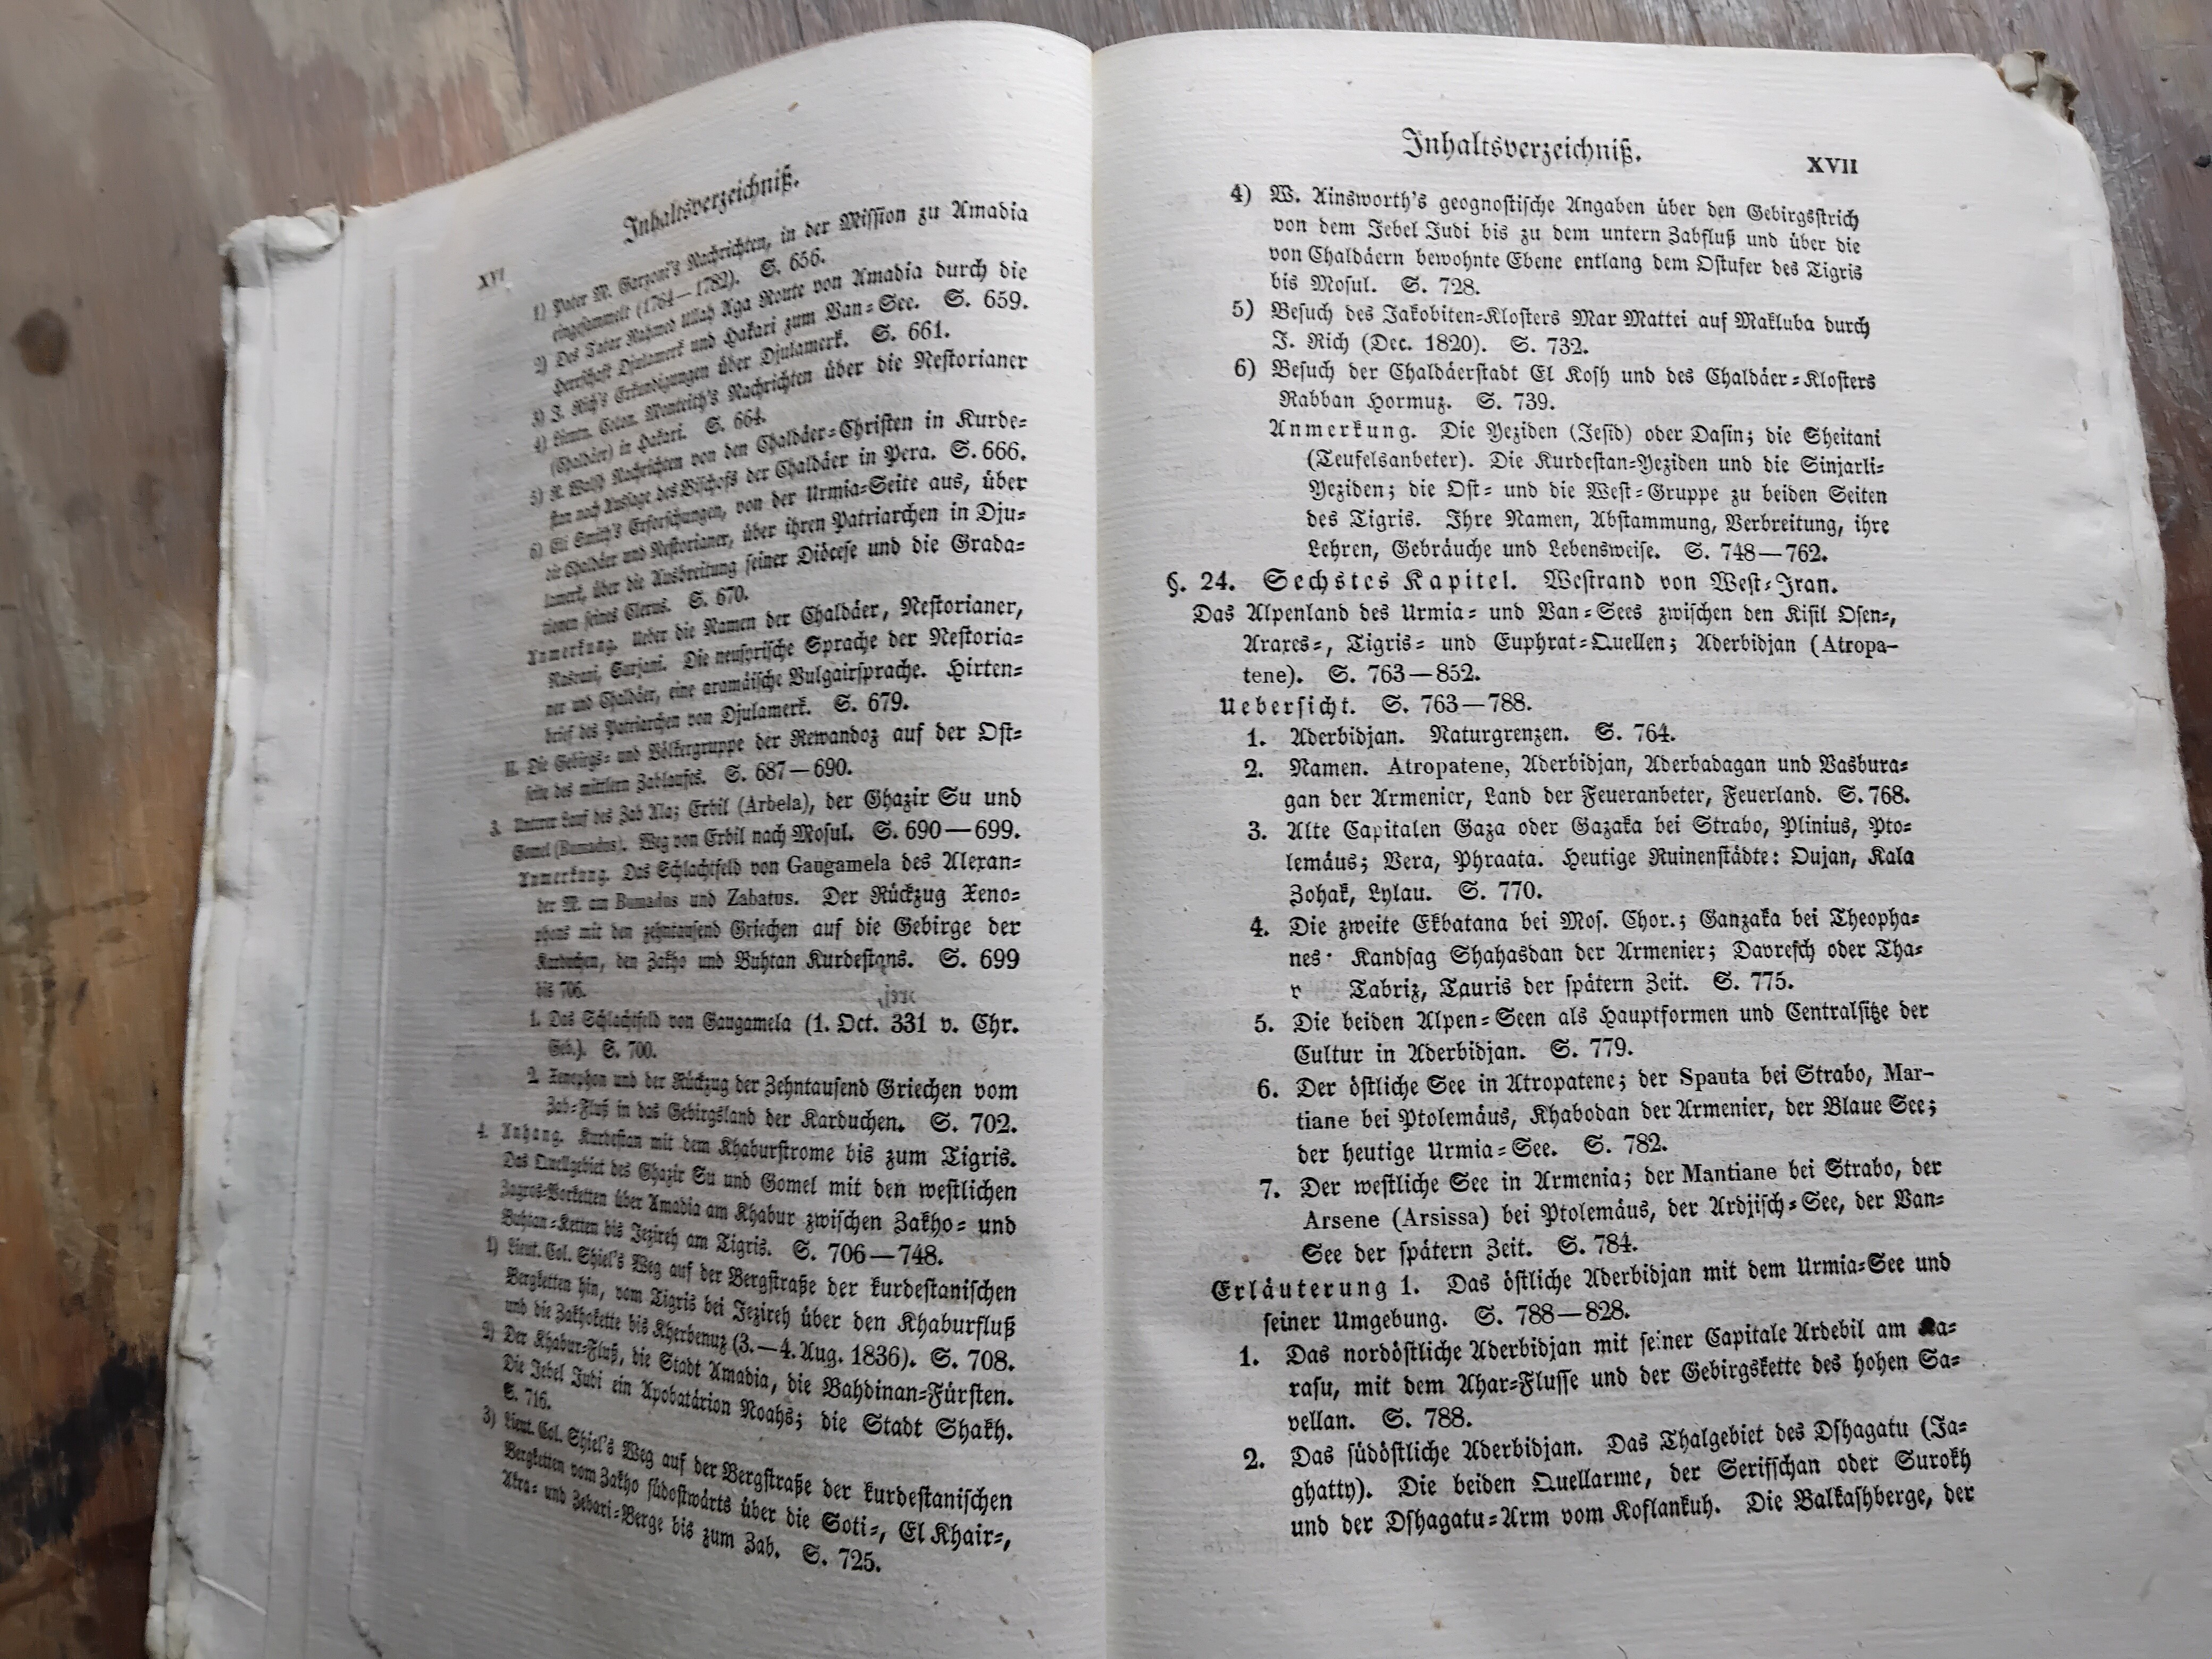 Inhaltsverzeichniß.
XVI
1) Pater M. Garzoni's Nachrichten, in der Mission zu Amadia
eingesammelt (1764—1782). S. 656.
2) Des Tatar Rahmed Ullah Aga Route von Amadia durch die
Herrschaft Djulamerk und Hakari zum Van-See. S. 659.
3) J. Rich's Erkundigungen über Djulamerk. S. 661.
4) Lieutn. Colon. Monteith's Nachrichten über die Nestorianer
(Chaldäer) in Hakari. S. 664.
5) R. Walsh Nachrichten von den Chaldäer-Christen in Kurde-
stan nach Aussage des Bischofs der Chaldäer in Pera. S. 666.
6) Eli Smith's Erforschungen, von der Urmia-Seite aus, über
die Chaldäer und Nestorianer, über ihren Patriarchen in Dju-
lamerk, über die Ausbreitung seiner Diöcese und die Grada-
tionen seines Clerus. S. 670.
Anmerkung. Ueber die Namen der Chaldäer, Nestorianer,
Nasrani, Surjani. Die neusyrische Sprache der Nestoria-
ner und Chaldäer, eine aramäische Vulgairsprache. Hirten-
brief des Patriarchen von Djulamerk. S. 679.
II. Die Gebirgs- und Völkergruppe der Rewandoz auf der Ost-
seite des mittlern Zablaufes. S. 687—690.
3. Unterer Lauf des Zab Ala; Erbil (Arbela), der Ghazir Su und
Gomel (Bumadus). Weg von Erbil nach Mosul. S. 690—699.
Anmerkung. Das Schlachtfeld von Gaugamela des Alexan-
der M. am Bumadus und Zabatus. Der Rückzug Xeno-
phons mit den zehntausend Griechen auf die Gebirge der
Karduchen, den Zakho und Buhtan Kurdestans. S. 699
bis 706.
1. Das Schlachtfeld von Gaugamela (1. Oct. 331 v. Chr.
Geb.). S. 700.
2. Xenophon und der Rückzug der Zehntausend Griechen vom
Zab-Fluß in das Gebirgsland der Karduchen. S. 702.
4. Anhang. Kurdestan mit dem Khaburstrome bis zum Tigris.
Das Quellgebiet des Ghazir Su und Gomel mit den westlichen
Zagros-Vorketten über Amadia am Khabur zwischen Zakho- und
Buhtan-Ketten bis Jezireh am Tigris. S. 706—748.
1) Lieut. Col. Shiel's Weg auf der Bergstraße der kurdestanischen
Bergketten hin, vom Tigris bei Jezireh über den Khaburfluß
und die Zakhokette bis Kherbenuz (3.—4. Aug. 1836). S. 708.
2) Der Khabur-Fluß, die Stadt Amadia, die Bahdinan-Fürsten.
Die Jebel Judi ein Apobatárion Noahs; die Stadt Shakh.
S. 716.
3) Lieut. Col. Shiel's Weg auf der Bergstraße der kurdestanischen
Bergketten vom Zakho südostwärts über die Soti-, El Khair-,
Atra- und Zebari-Berge bis zum Zab. S. 725.
Inhaltsverzeichniß.
XVII
4) W. Ainsworth's geognostische Angaben über den Gebirgsstrich
von dem Jebel Judi bis zu dem untern Zabfluß und über die
von Chaldäern bewohnte Ebene entlang dem Ostufer des Tigris
bis Mosul. S. 728.
5) Besuch des Jakobiten-Klosters Mar Mattei auf Makluba durch
J. Rich (Dec. 1820). S. 732.
6) Besuch der Chaldäerstadt El Kosh und des Chaldäer-Klosters
Rabban Hormuz. S. 739.
Anmerkung. Die Yeziden (Jesid) oder Dasin; die Sheitani
(Teufelsanbeter). Die Kurdestan-Yeziden und die Sinjarli-
Yeziden; die Ost- und die West-Gruppe zu beiden Seiten
des Tigris. Ihre Namen, Abstammung, Verbreitung, ihre
Lehren, Gebräuche und Lebensweise. S. 748—762.
§. 24. Sechstes Kapitel. Westrand von West-Iran.
Das Alpenland des Urmia- und Van-Sees zwischen den Kisil Osen-,
Araxes-, Tigris- und Euphrat-Quellen; Aderbidjan (Atropa-
tene). S. 763—852.
Uebersicht. S. 763—788.
1. Aderbidjan. Naturgrenzen. S. 764.
2. Namen. Atropatene, Aderbidjan, Aderbadagan und Vasbura-
gan der Armenier, Land der Feueranbeter, Feuerland. S. 768.
3. Alte Capitalen Gaza oder Gazaka bei Strabo, Plinius, Pto-
lemäus; Vera, Phraata. Heutige Ruinenstädte: Oujan, Kala
Zohak, Lylau. S. 770.
4. Die zweite Ekbatana bei Mos. Chor.; Ganzaka bei Theopha-
nes Kandsag Shahasdan der Armenier; Davresch oder Tha-
r Tabriz, Tauris der spätern Zeit. S. 775.
5. Die beiden Alpen-Seen als Hauptformen und Centralsitze der
Cultur in Aderbidjan. S. 779.
6. Der östliche See in Atropatene; der Spauta bei Strabo, Mar-
tiane bei Ptolemäus, Khabodan der Armenier, der Blaue See;
der heutige Urmia-See. S. 782.
7. Der westliche See in Armenia; der Mantiane bei Strabo, der
Arsene (Arsissa) bei Ptolemäus, der Ardjisch-See, der Van-
See der spätern Zeit. S. 784.
Erläuterung 1. Das östliche Aderbidjan mit dem Urmia-See und
seiner Umgebung. S. 788—828.
1. Das nordöstliche Aderbidjan mit seiner Capitale Ardebil am Ka-
rasu, mit dem Ahar-Flusse und der Gebirgskette des hohen Sa-
vellan. S. 788.
2. Das südöstliche Aderbidjan. Das Thalgebiet des Dshagatu (Ja-
ghatty). Die beiden Quellarme, der Serifschan oder Surokh
und der Dshagatu-Arm vom Koflankuh. Die Balkashberge, der